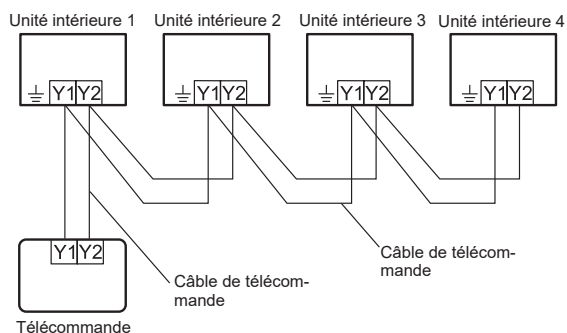 Unité intérieure 1 Unité intérieure 2 Unité intérieure 3 Unité intérieure 4
Y1 Y2 Y1 Y2 Y1 Y2 Y1 Y2
Y1 Y2
Câble de télécom-
mande
Câble de télécom-
mande
Télécommande